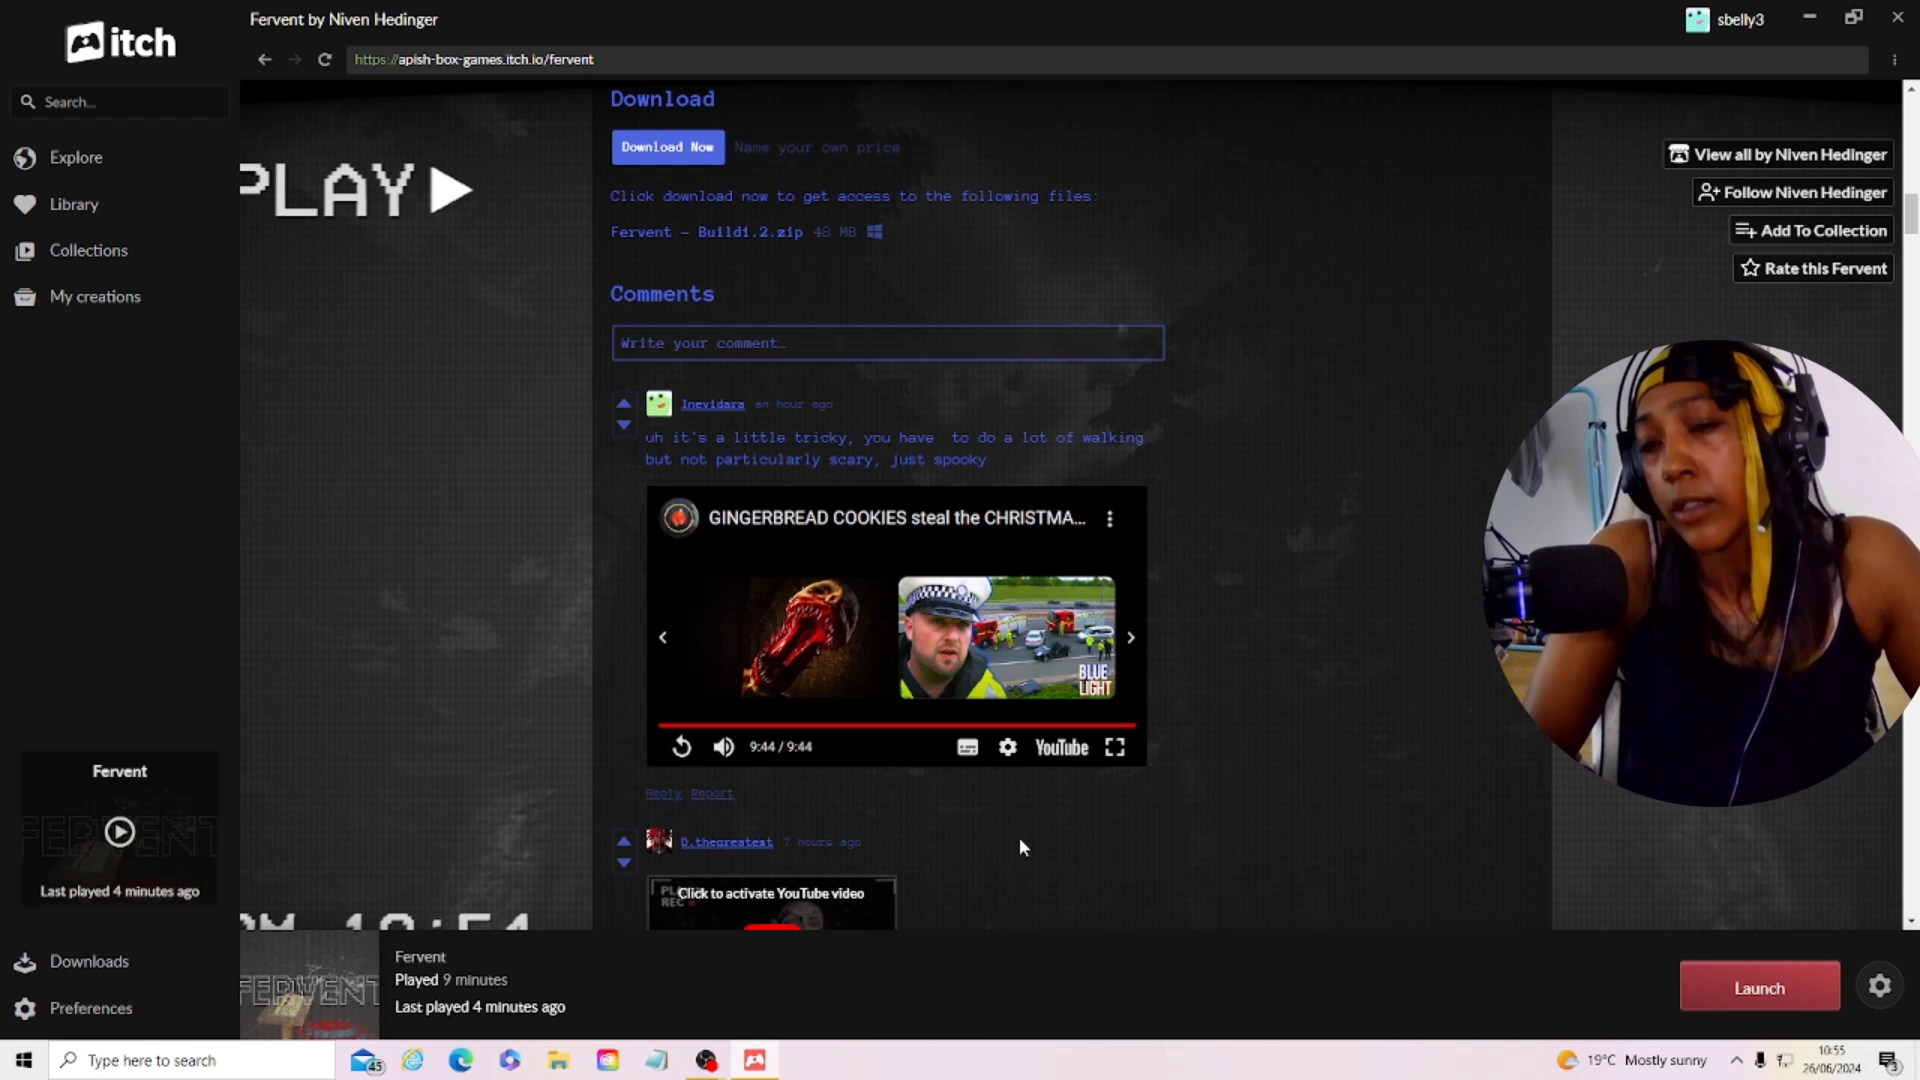 itch
Fervent by Niven Hedinger
sbelly3
https://apish-box-games.itch.io/fervent
Search...
Explore
Library
Collections
My creations
PLAY
Download
Download Now
Name your own price
Click download now to get access to the following files:
Fervent - Build1.2.zip 48 MB
View all by Niven Hedinger
Follow Niven Hedinger
Add To Collection
Rate this Fervent
Comments
Write your comment…
Inevidara an hour ago
uh it's a little tricky, you have to do a lot of walking
but not particularly scary, just spooky
GINGERBREAD COOKIES steal the CHRISTMA...
BLUE
LIGHT
9:44 / 9:44
YouTube
Reply Report
D.thegreatest 7 hours ago
Click to activate YouTube video
REC
Fervent
FERVENT
Last played 4 minutes ago
Downloads
Preferences
FERVENT
Fervent
Played 9 minutes
Last played 4 minutes ago
Launch
Type here to search
45
19°C Mostly sunny
10:55
26/06/2024
3